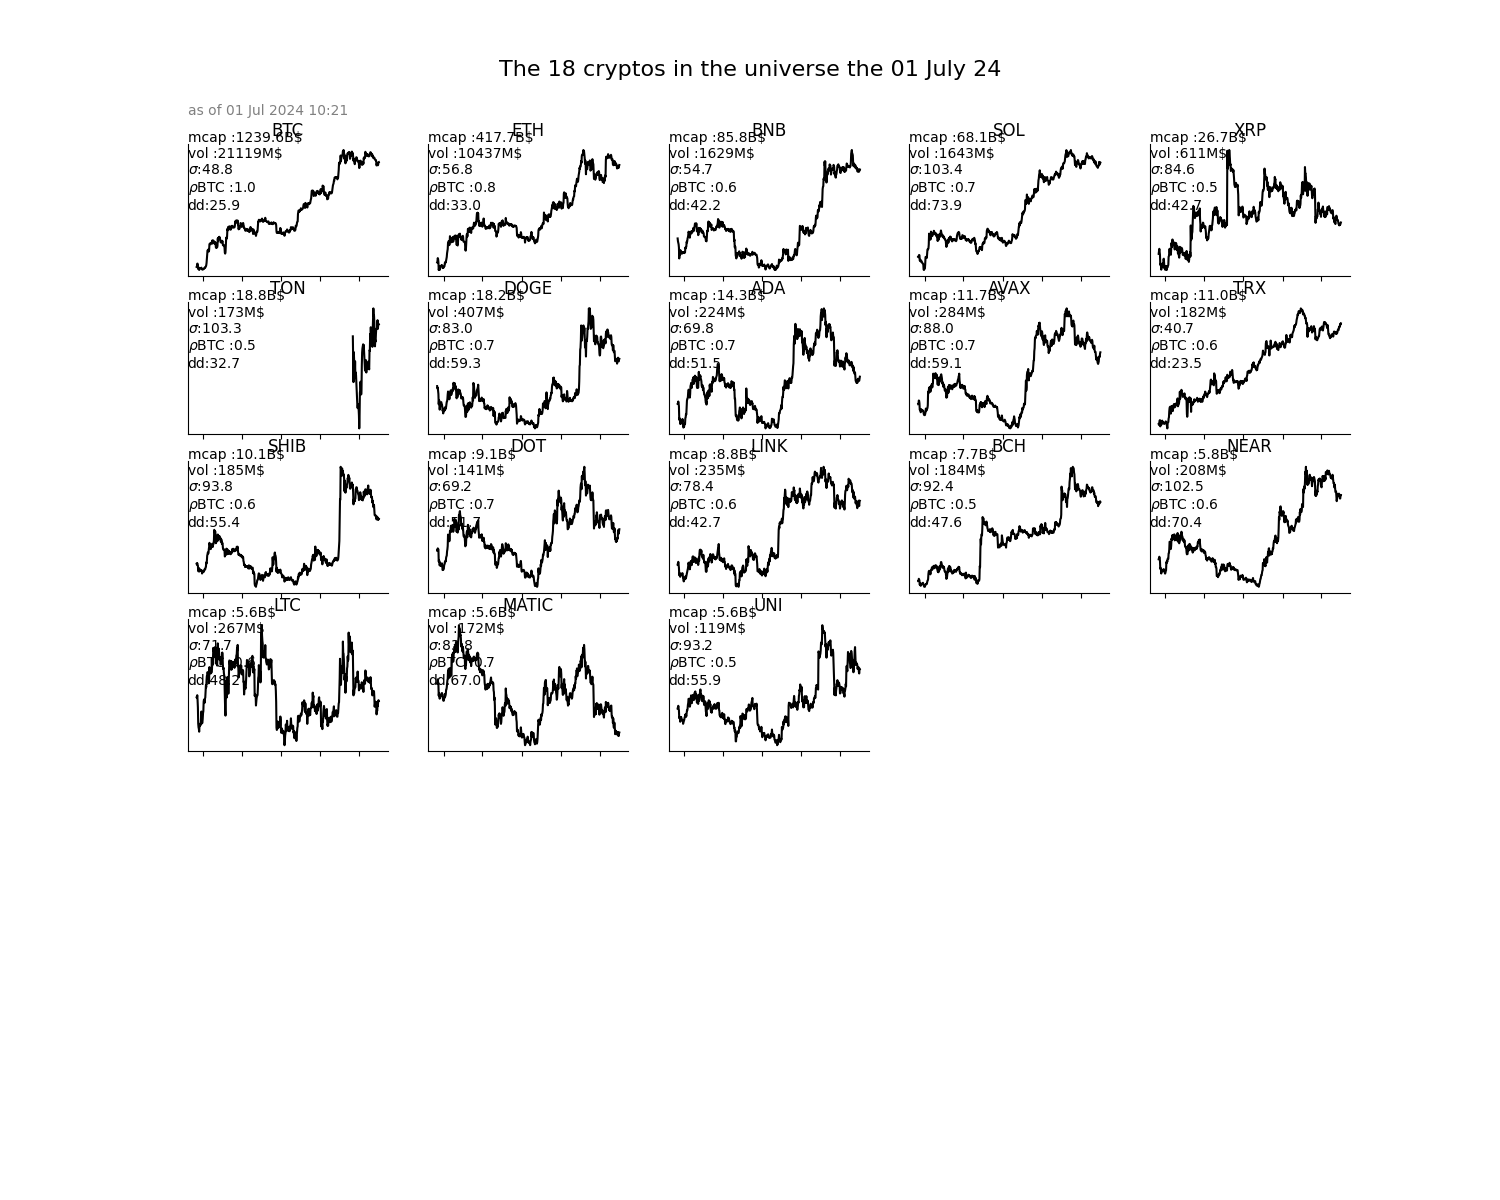 The 18 cryptos in the universe the 01 July 24
as of 01 Jul 2024 10:21
BTC
mcap :1239.6B$
vol :21119M$
σ:48.8
ρBTC :1.0
dd:25.9
ETH
mcap :417.7B$
vol :10437M$
σ:56.8
ρBTC :0.8
dd:33.0
BNB
mcap :85.8B$
vol :1629M$
σ:54.7
ρBTC :0.6
dd:42.2
SOL
mcap :68.1B$
vol :1643M$
σ:103.4
ρBTC :0.7
dd:73.9
XRP
mcap :26.7B$
vol :611M$
σ:84.6
ρBTC :0.5
dd:42.7
TON
mcap :18.8B$
vol :173M$
σ:103.3
ρBTC :0.5
dd:32.7
DOGE
mcap :18.2B$
vol :407M$
σ:83.0
ρBTC :0.7
dd:59.3
ADA
mcap :14.3B$
vol :224M$
σ:69.8
ρBTC :0.7
dd:51.5
AVAX
mcap :11.7B$
vol :284M$
σ:88.0
ρBTC :0.7
dd:59.1
TRX
mcap :11.0B$
vol :182M$
σ:40.7
ρBTC :0.6
dd:23.5
SHIB
mcap :10.1B$
vol :185M$
σ:93.8
ρBTC :0.6
dd:55.4
DOT
mcap :9.1B$
vol :141M$
σ:69.2
ρBTC :0.7
LINK
mcap :8.8B$
vol :235M$
σ:78.4
ρBTC :0.6
dd:42.7
BCH
mcap :7.7B$
vol :184M$
σ:92.4
ρBTC :0.5
dd:47.6
NEAR
mcap :5.8B$
vol :208M$
σ:102.5
ρBTC :0.6
dd:70.4
LTC
mcap :5.6B$
vol :267M$
σ:71.7
ρBTC
dd:48.2
MATIC
mcap :5.6B$
vol :172M$
ρBTC :0.7
dd:67.0
UNI
mcap :5.6B$
vol :119M$
σ:93.2
ρBTC :0.5
dd:55.9